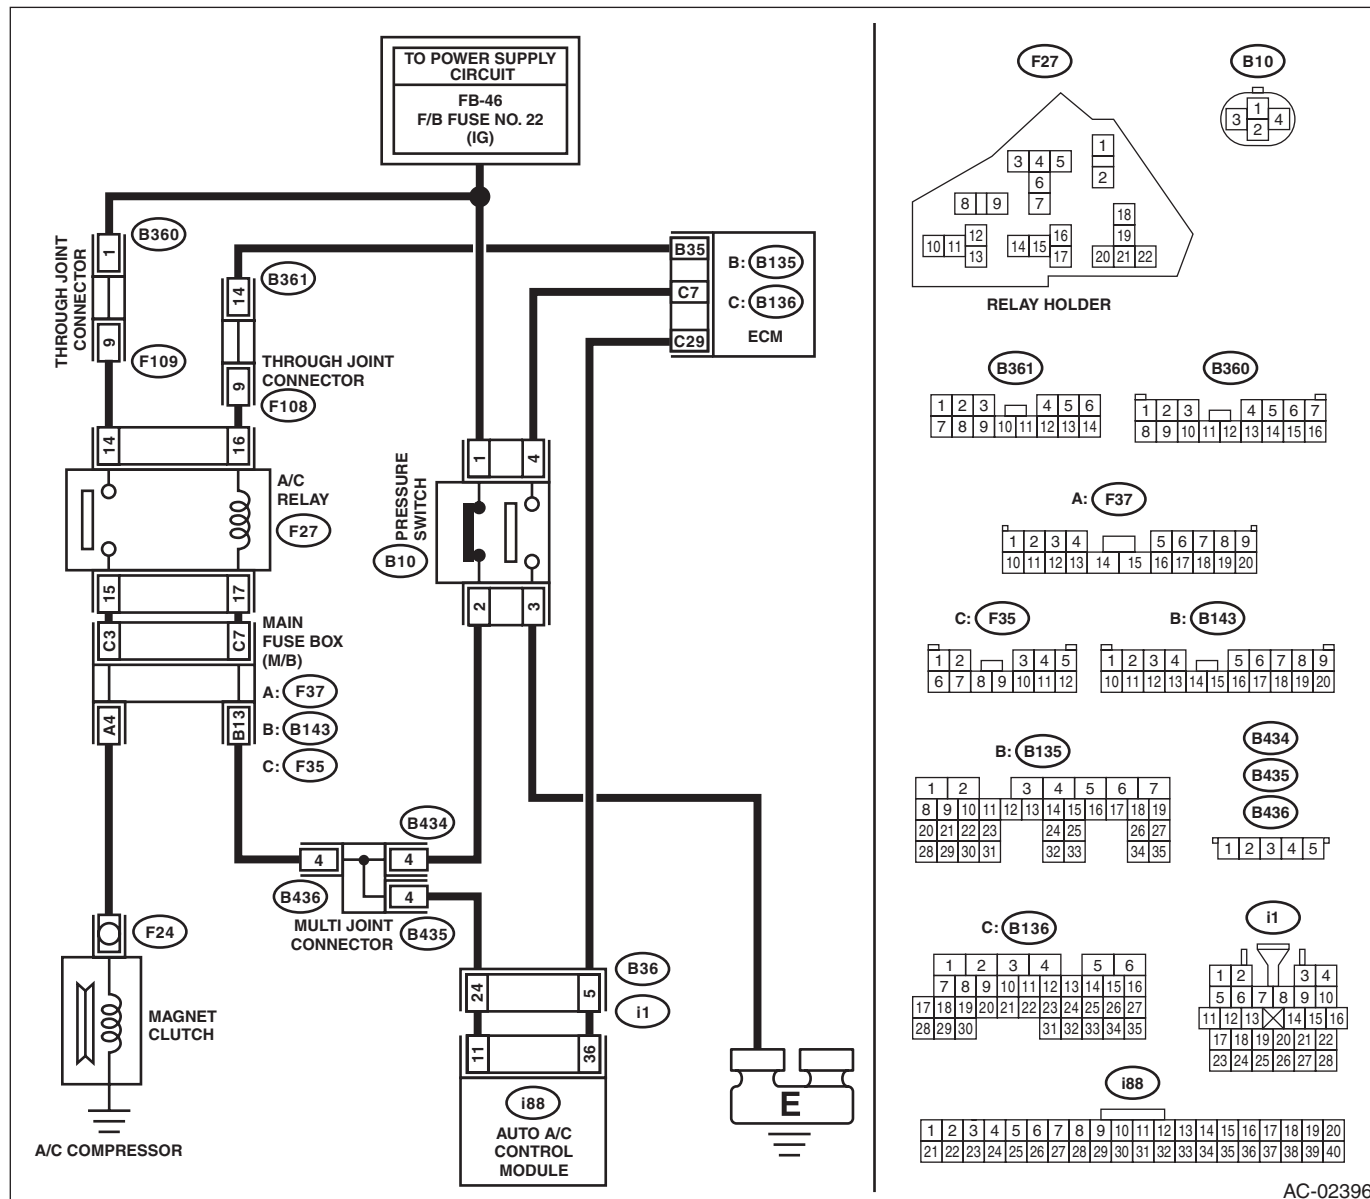 TO POWER SUPPLY
CIRCUIT
FB-46
F/B FUSE NO. 22
(IG)
THROUGH JOINT
CONNECTOR
1
B360
9
F109
14
B361
9
THROUGH JOINT
CONNECTOR
F108
B35
C7
C29
B: B135
C: B136
ECM
14
16
A/C
RELAY
F27
15
17
C3
C7
MAIN
FUSE BOX
(M/B)
A: F37
B: B143
C: F35
A4
B13
1
4
PRESSURE
SWITCH
B10
2
3
B434
4
4
4
B436
MULTI JOINT
CONNECTOR
B435
F24
MAGNET
CLUTCH
A/C COMPRESSOR
24
5
B36
i1
11
36
i88
AUTO A/C
CONTROL
MODULE
E
F27
1
2
3 4 5
6
7
8 9
10 11 12
13
14 15 16
17
18
19
20 21 22
RELAY HOLDER
B10
1
3 4
2
B361
1 2 3 4 5 6
7 8 9 10 11 12 13 14
B360
1 2 3 4 5 6 7
8 9 10 11 12 13 14 15 16
A: F37
1 2 3 4 5 6 7 8 9
10 11 12 13 14 15 16 17 18 19 20
C: F35
1 2 3 4 5
6 7 8 9 10 11 12
B: B143
1 2 3 4 5 6 7 8 9
10 11 12 13 14 15 16 17 18 19 20
B: B135
1 2 3 4 5 6 7
8 9 10 11 12 13 14 15 16 17 18 19
20 21 22 23 24 25 26 27
28 29 30 31 32 33 34 35
B434
B435
B436
1 2 3 4 5
C: B136
1 2 3 4 5 6
7 8 9 10 11 12 13 14 15 16
17 18 19 20 21 22 23 24 25 26 27
28 29 30 31 32 33 34 35
i1
1 2 3 4
5 6 7 8 9 10
11 12 13 14 15 16
17 18 19 20 21 22
23 24 25 26 27 28
i88
1 2 3 4 5 6 7 8 9 10 11 12 13 14 15 16 17 18 19 20
21 22 23 24 25 26 27 28 29 30 31 32 33 34 35 36 37 38 39 40
AC-02396